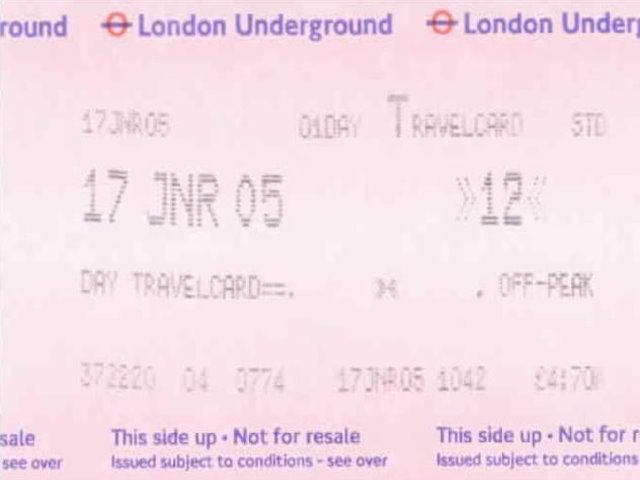 round London Underground London Underg
17JNR05 01DAY TRAVELCARD STD
17 JNR 05 »12«
DAY TRAVELCARD==. . OFF-PEAK
372220 04 0774 17JNR05 1042 £4:70
sale This side up • Not for resale This side up • Not for r
see over Issued subject to conditions - see over Issued subject to conditions